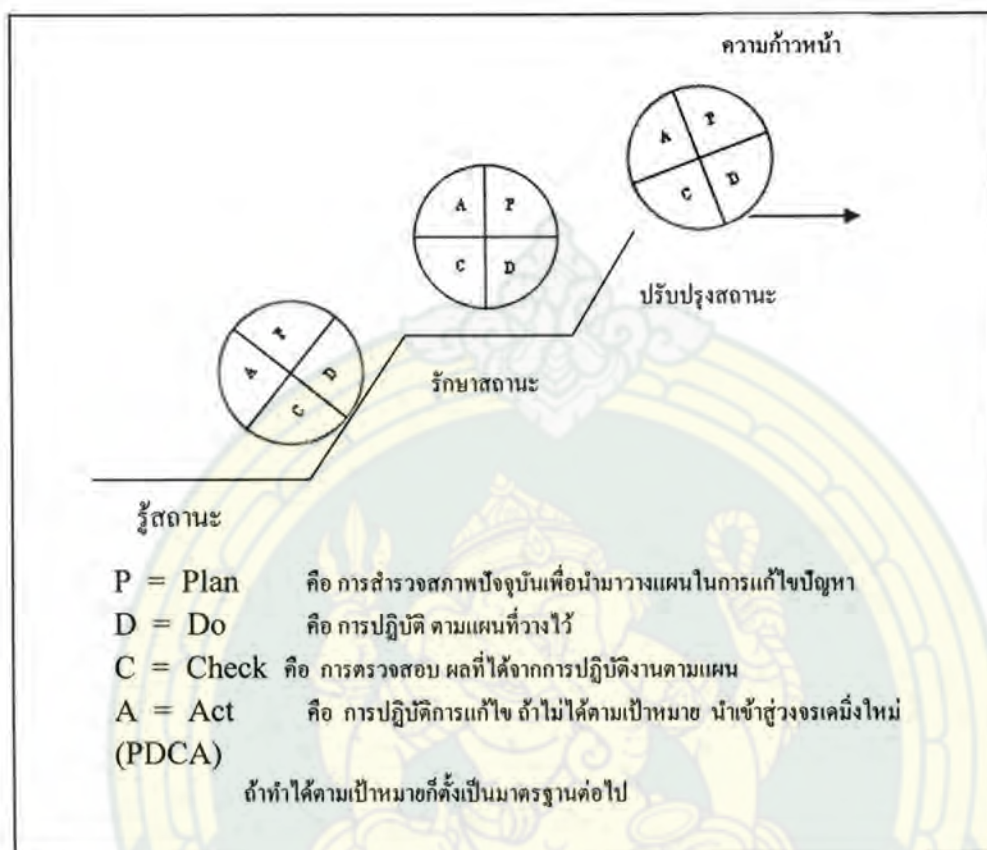 ความก้าวหน้า
A P
C D
A P
C D
ปรับปรุงสถานะ
P
A D
C
รักษาสถานะ
รู้สถานะ
P = Plan คือ การสำรวจสภาพปัจจุบันเพื่อนำมาวางแผนในการแก้ไขปัญหา
D = Do คือ การปฏิบัติ ตามแผนที่วางไว้
C = Check คือ การตรวจสอบ ผลที่ได้จากการปฏิบัติงานตามแผน
A = Act คือ การปฏิบัติการแก้ไข ถ้าไม่ได้ตามเป้าหมาย นำเข้าสู่วงจรเดมิ่งใหม่
(PDCA)
ถ้าทำได้ตามเป้าหมายก็ตั้งเป็นมาตรฐานต่อไป